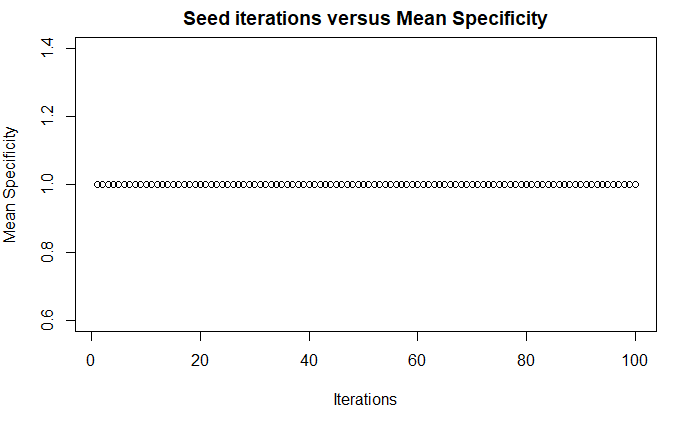 Seed iterations versus Mean Specificity
Mean Specificity
1.4
1.2
1.0
0.8
0.6
0 20 40 60 80 100
Iterations